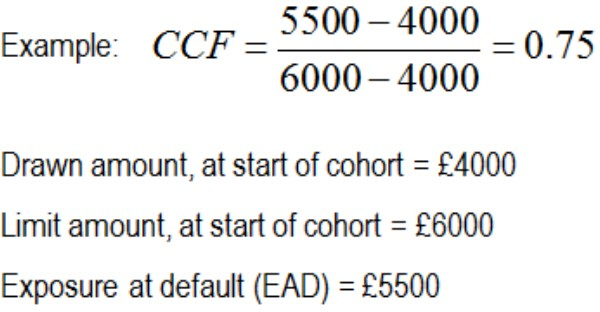 Example: CCF = \frac{5500 - 4000}{6000 - 4000} = 0.75
Drawn amount, at start of cohort = £4000
Limit amount, at start of cohort = £6000
Exposure at default (EAD) = £5500